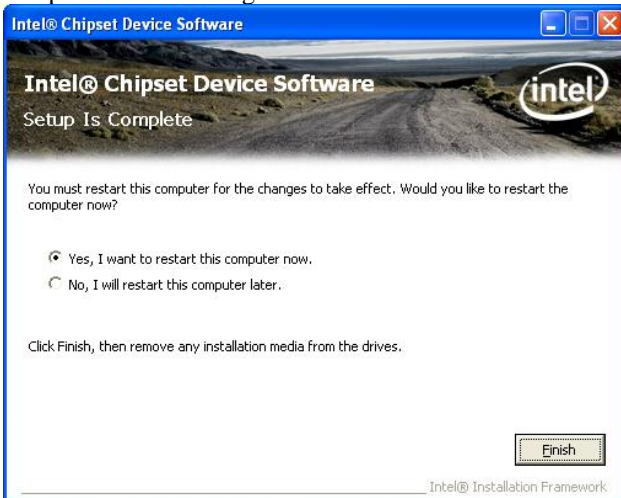 Intel® Chipset Device Software
Intel® Chipset Device Software
intel
Setup Is Complete
You must restart this computer for the changes to take effect. Would you like to restart the
computer now?
Yes, I want to restart this computer now.
No, I will restart this computer later.
Click Finish, then remove any installation media from the drives.
Finish
Intel® Installation Framework